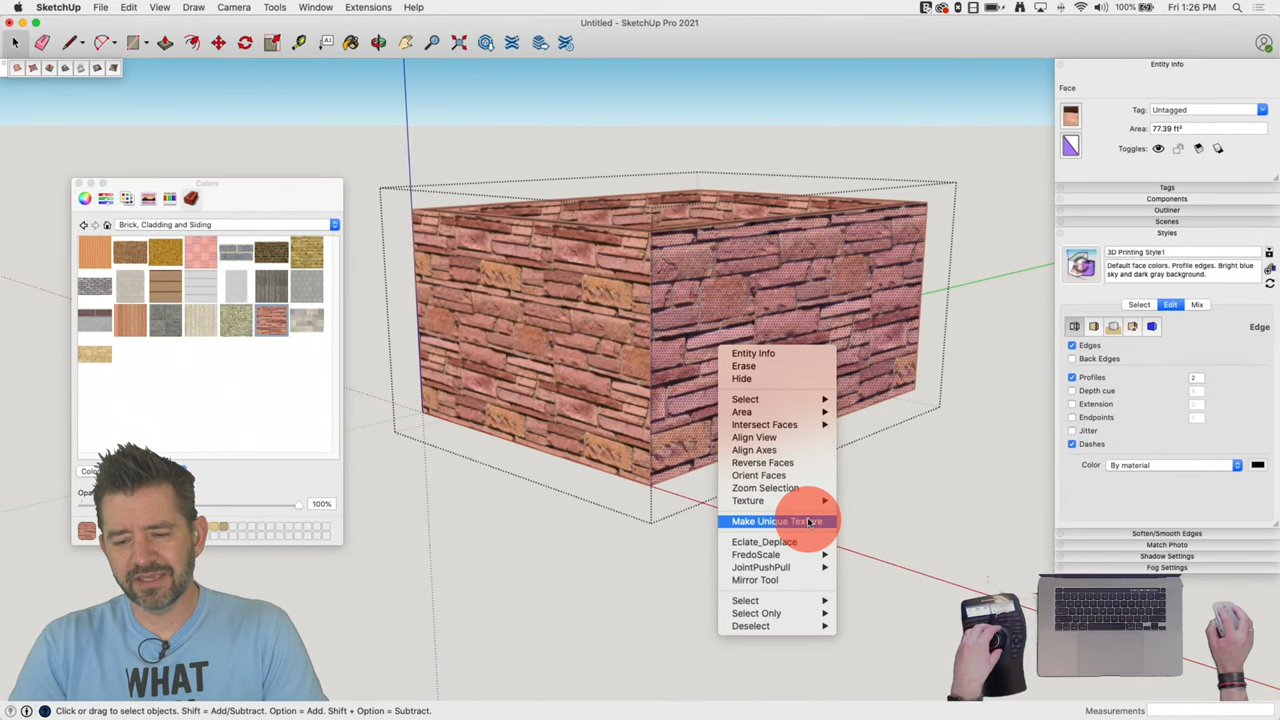 SketchUp File Edit View Draw Camera Tools Window Extensions Help
100% Fri 1:26 PM
Untitled - SketchUp Pro 2021
Entity Info
Face
Tag: Untagged
Area: 77.39 ft²
Toggles:
Tags
Components
Outliner
Scenes
Styles
3D Printing Style1
Default face colors. Profile edges. Bright blue
sky and dark gray background.
Select Edit Mix
Edge
Edges
Back Edges
Profiles 2
Depth cue
Extension
Endpoints
Jitter
Dashes
Color By material
Soften/Smooth Edges
Match Photo
Shadow Settings
Fog Settings
Colors
Brick, Cladding and Siding
100%
Entity Info
Erase
Hide
Select
Area
Intersect Faces
Align View
Align Axes
Reverse Faces
Orient Faces
Zoom Selection
Texture
Make Unique Texture
Eclate_Deplace
FredoScale
JointPushPull
Mirror Tool
Select
Select Only
Deselect
WHAT
Click or drag to select objects. Shift = Add/Subtract. Option = Add. Shift + Option = Subtract.
Measurements